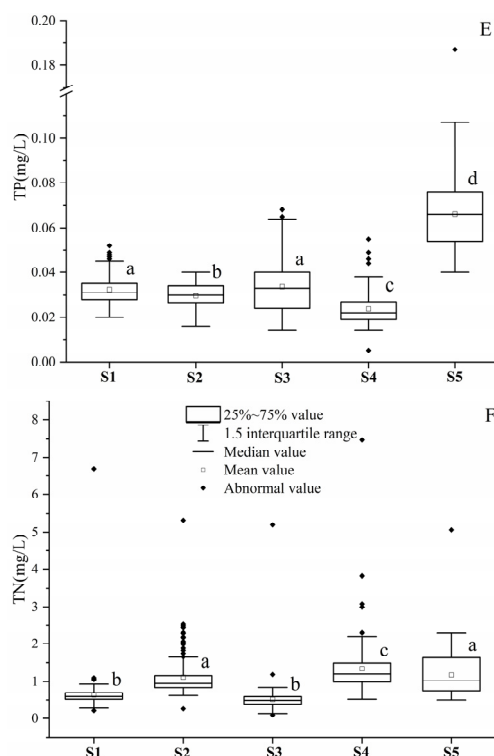 E
0.20
0.18
0.10
0.08
0.06
0.04
0.02
0.00
TP(mg/L)
a
b
a
c
d
S1 S2 S3 S4 S5
F
8
7
6
5
4
3
2
1
0
TN(mg/L)
25%~75% value
1.5 interquartile range
Median value
Mean value
Abnormal value
b
a
b
c
a
S1 S2 S3 S4 S5